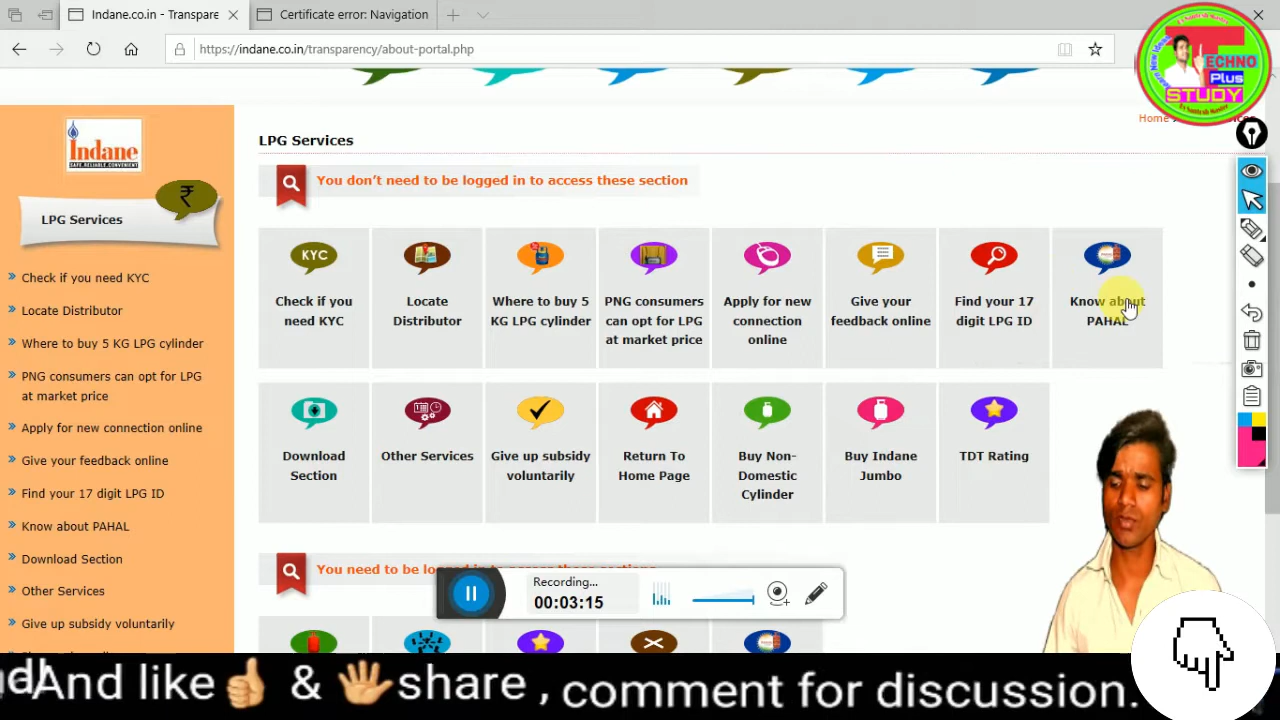 Indane.co.in - Transpare
Certificate error: Navigation
https://indane.co.in/transparency/about-portal.php
TECHNO
Plus
STUDY
Home
Indane
LPG Services
Check if you need KYC
Locate Distributor
Where to buy 5 KG LPG cylinder
PNG consumers can opt for LPG
at market price
Apply for new connection online
Give your feedback online
Find your 17 digit LPG ID
Know about PAHAL
Download Section
Other Services
Give up subsidy voluntarily
LPG Services
You don't need to be logged in to access these section
KYC
Check if you
need KYC
Locate
Distributor
Where to buy 5
KG LPG cylinder
PNG consumers
can opt for LPG
at market price
Apply for new
connection
online
Give your
feedback online
Find your 17
digit LPG ID
Know about
PAHAL
Download
Section
Other Services
Give up subsidy
voluntarily
Return To
Home Page
Buy Non-
Domestic
Cylinder
Buy Indane
Jumbo
TDT Rating
You need to be logged in to access these sections
Recording...
00:03:15
And like👍 & 🖐share , comment for discussion.